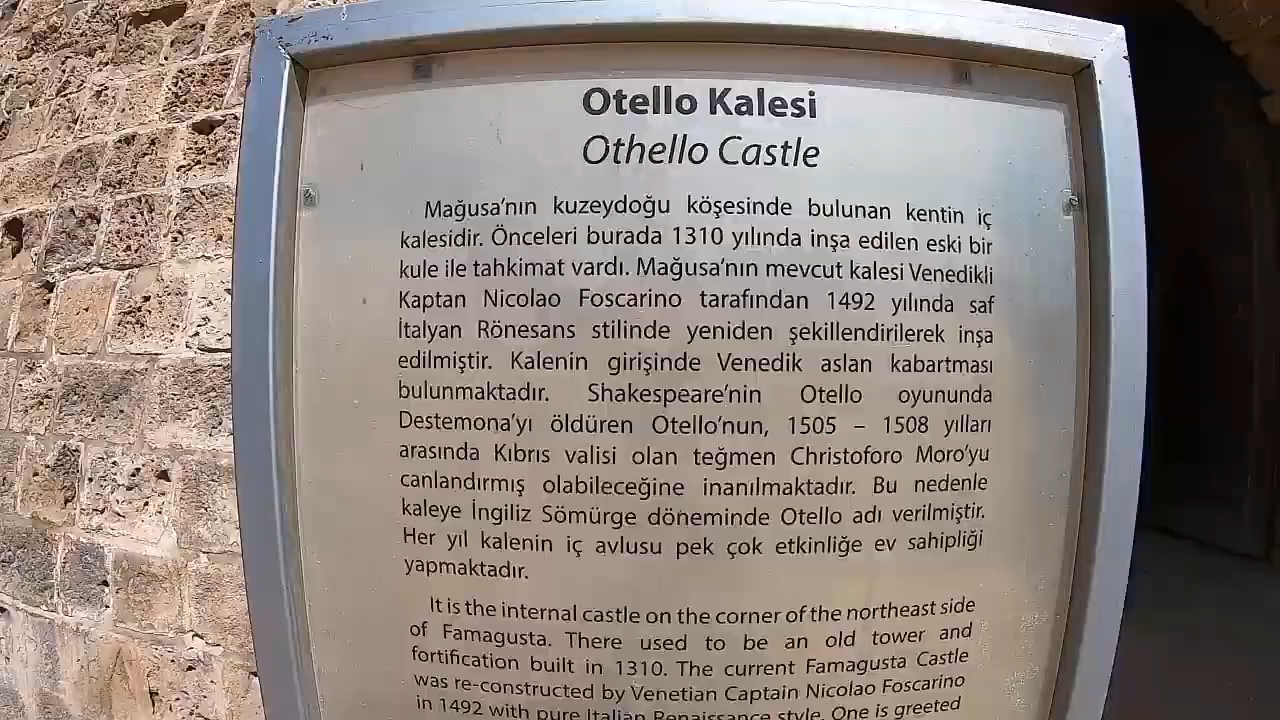 Otello Kalesi
Othello Castle
Mağusa'nın kuzeydoğu köşesinde bulunan kentin iç
kalesidir. Önceleri burada 1310 yılında inşa edilen eski bir
kule ile tahkimat vardı. Mağusa'nın mevcut kalesi Venedikli
Kaptan Nicolao Foscarino tarafından 1492 yılında saf
İtalyan Rönesans stilinde yeniden şekillendirilerek inşa
edilmiştir. Kalenin girişinde Venedik aslan kabartması
bulunmaktadır. Shakespeare'nin Otello oyununda
Destemona'yı öldüren Otello'nun, 1505 – 1508 yılları
arasında Kıbrıs valisi olan teğmen Christoforo Moro'yu
canlandırmış olabileceğine inanılmaktadır. Bu nedenle
kaleye İngiliz Sömürge döneminde Otello adı verilmiştir.
Her yıl kalenin iç avlusu pek çok etkinliğe ev sahipliği
yapmaktadır.
It is the internal castle on the corner of the northeast side
of Famagusta. There used to be an old tower and
fortification built in 1310. The current Famagusta Castle
was re-constructed by Venetian Captain Nicolao Foscarino
in 1492 with pure Italian Renaissance style. One is greeted